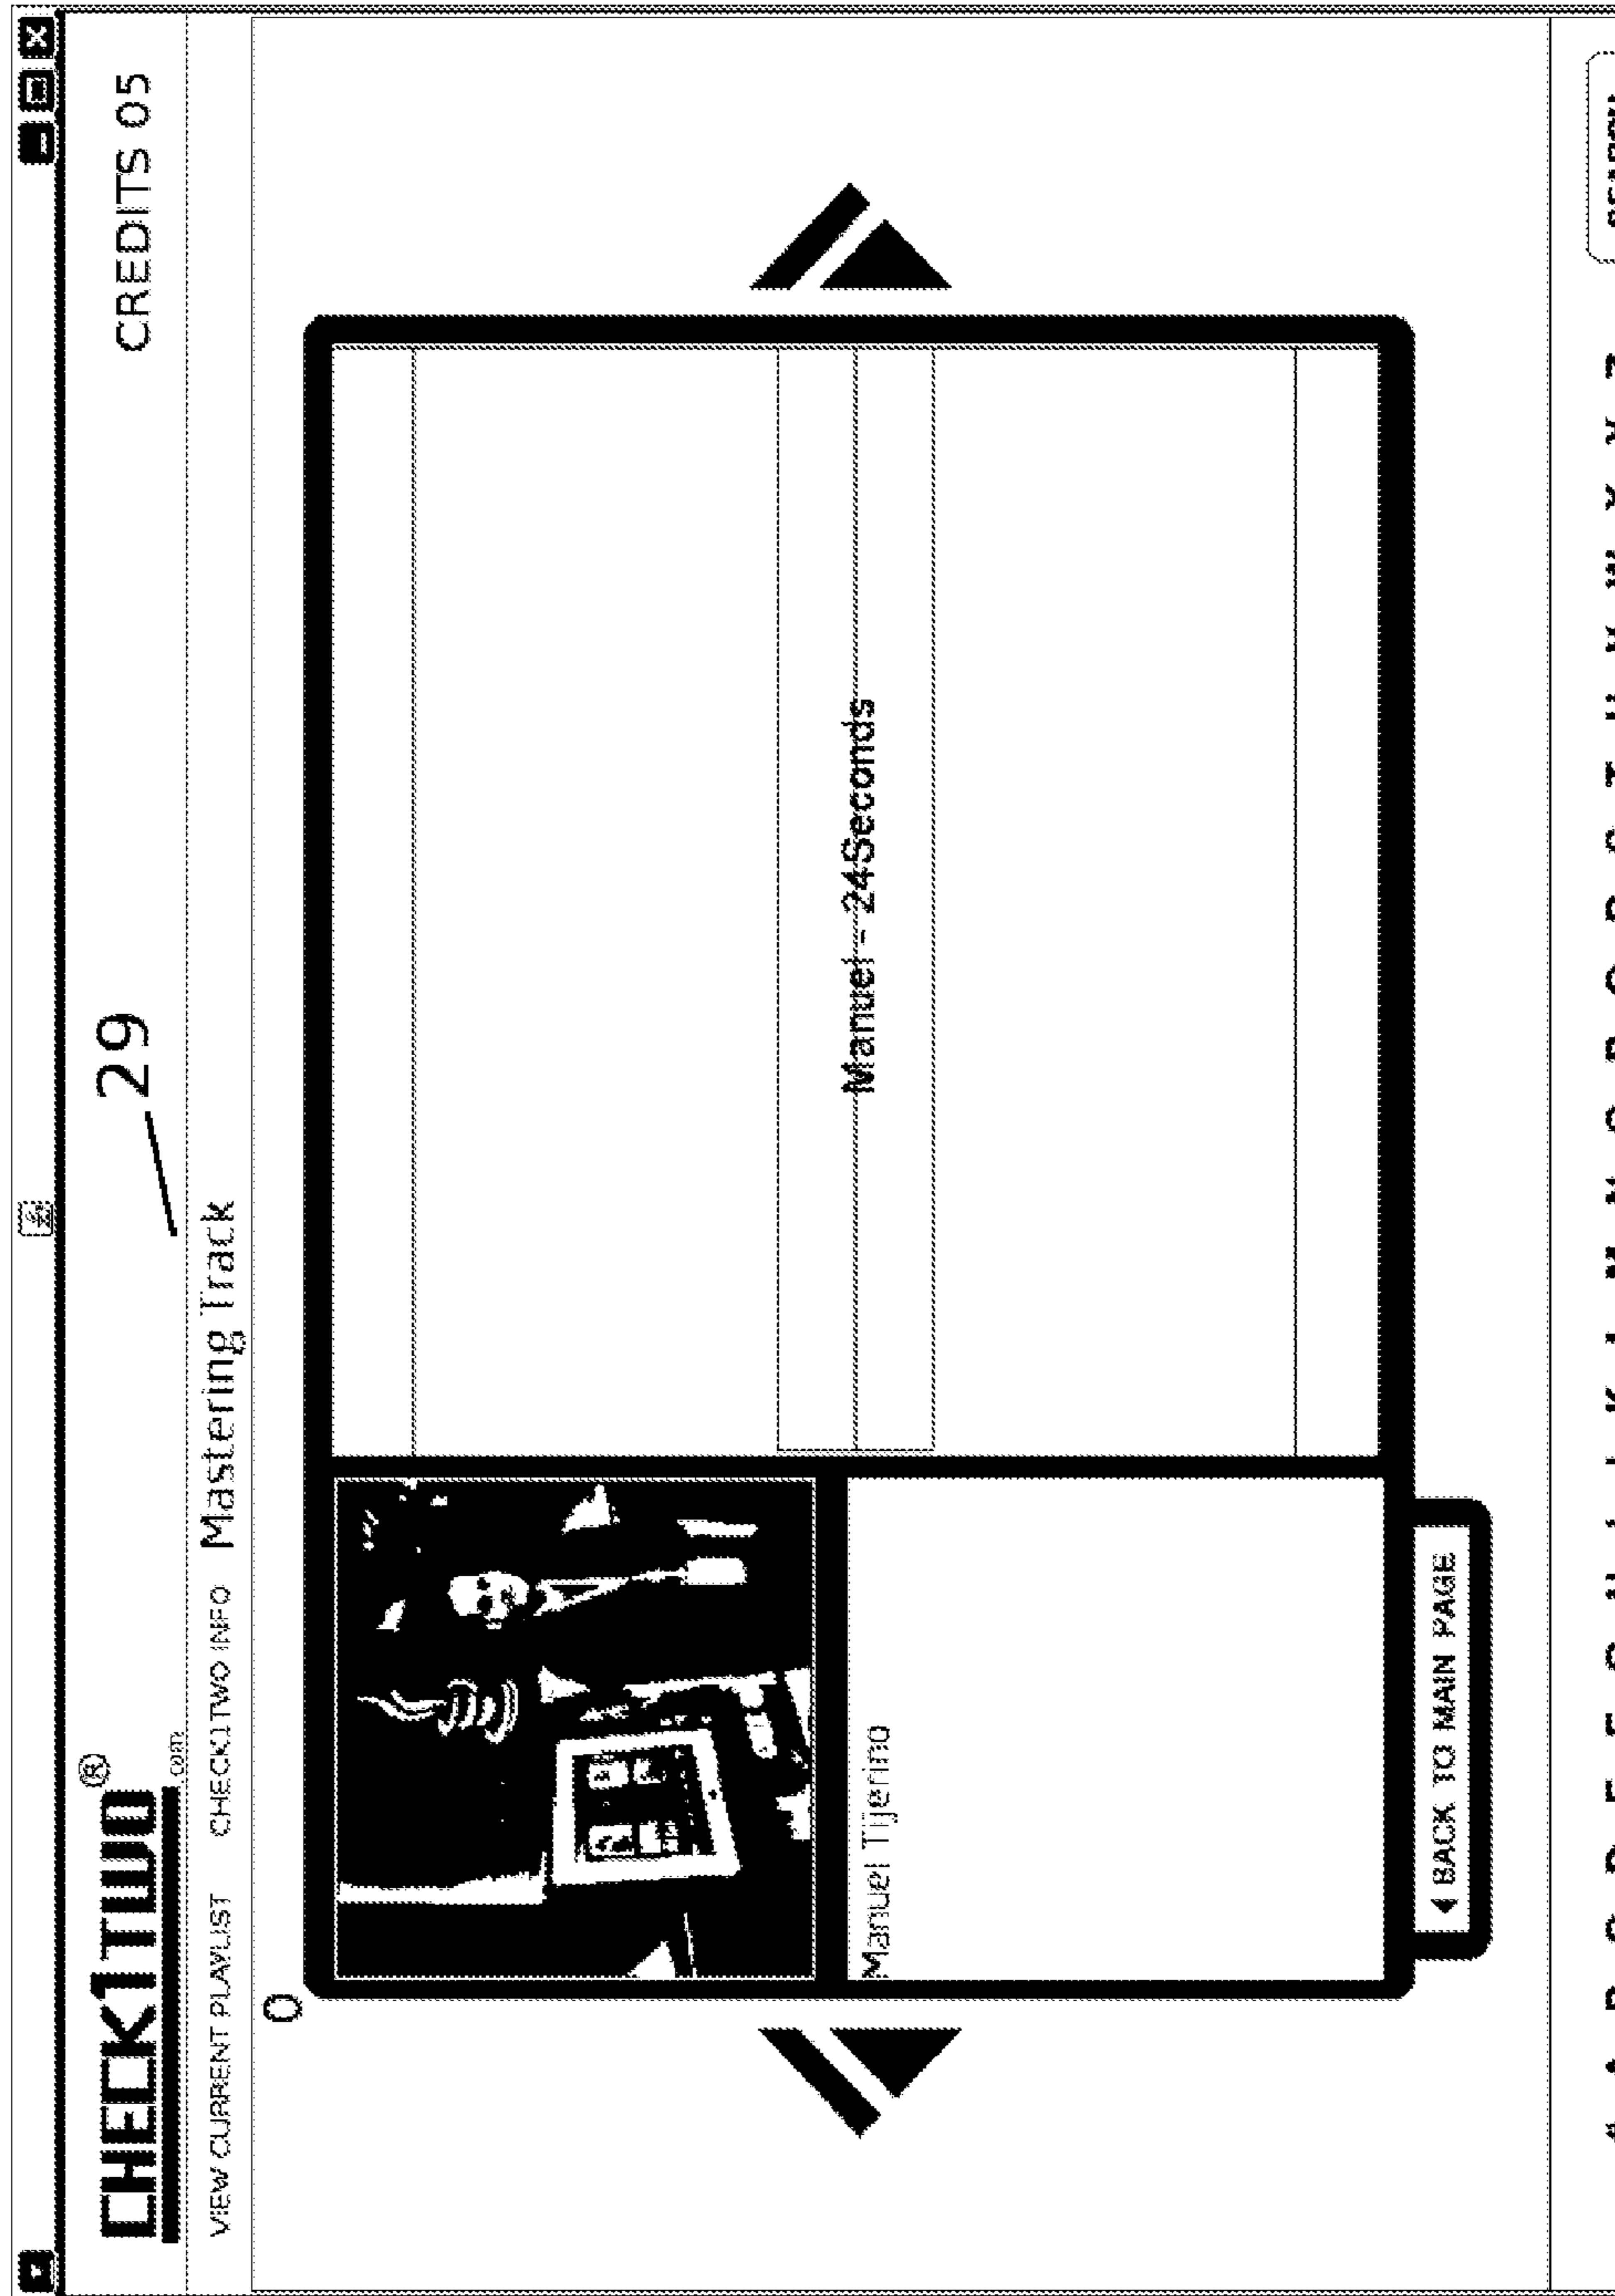 CHECK1TWO®
.com
29
CREDITS 05
VIEW CURRENT PLAYLIST CHECK1TWO INFO Mastering Track
0
Manuel - 24Seconds
Manuel Tijerino
BACK TO MAIN PAGE